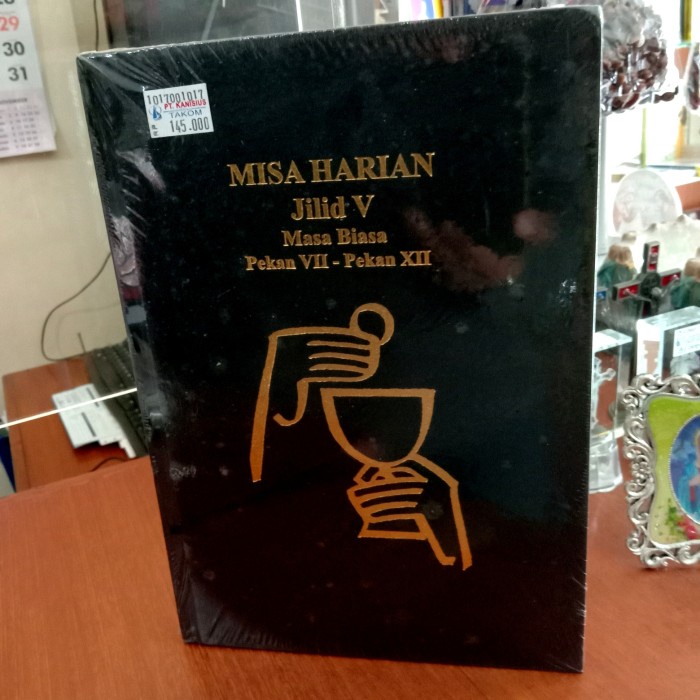 29
30
31
1017001017
PT. KANISIUS
TAKOM
145.000
MISA HARIAN
Jilid V
Masa Biasa
Pekan VII - Pekan XII